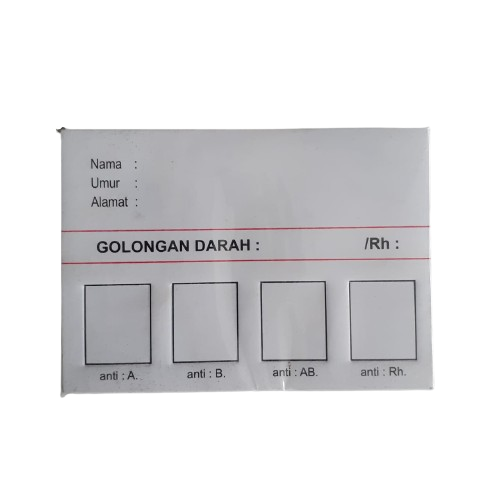 Nama :
Umur :
Alamat :
GOLONGAN DARAH : /Rh :
anti : A. anti : B. anti : AB. anti : Rh.